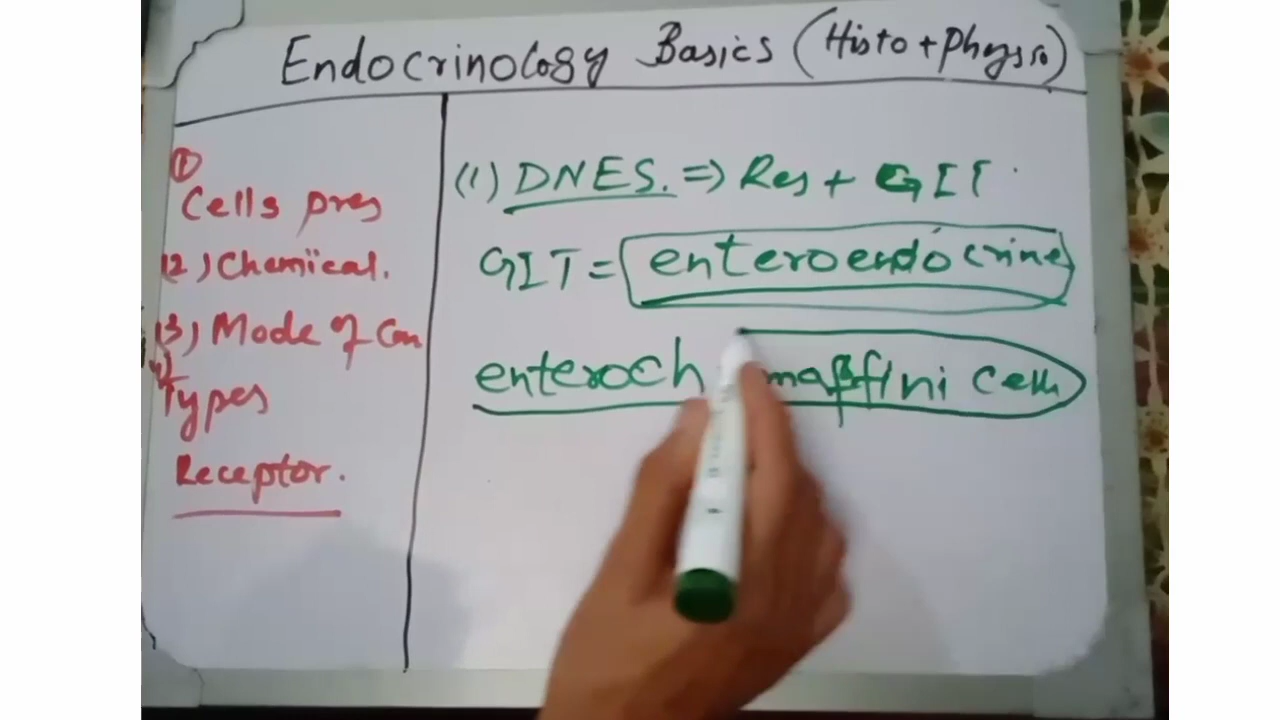 Endocrinology Basics (Histo + Physio)
①
Cells pres
(2) Chemical.
(3) Mode of Com
Types
Receptor.
(1) DNES. ⇒ Res + GIT
GIT = enteroendocrine
enteroch maffini cells